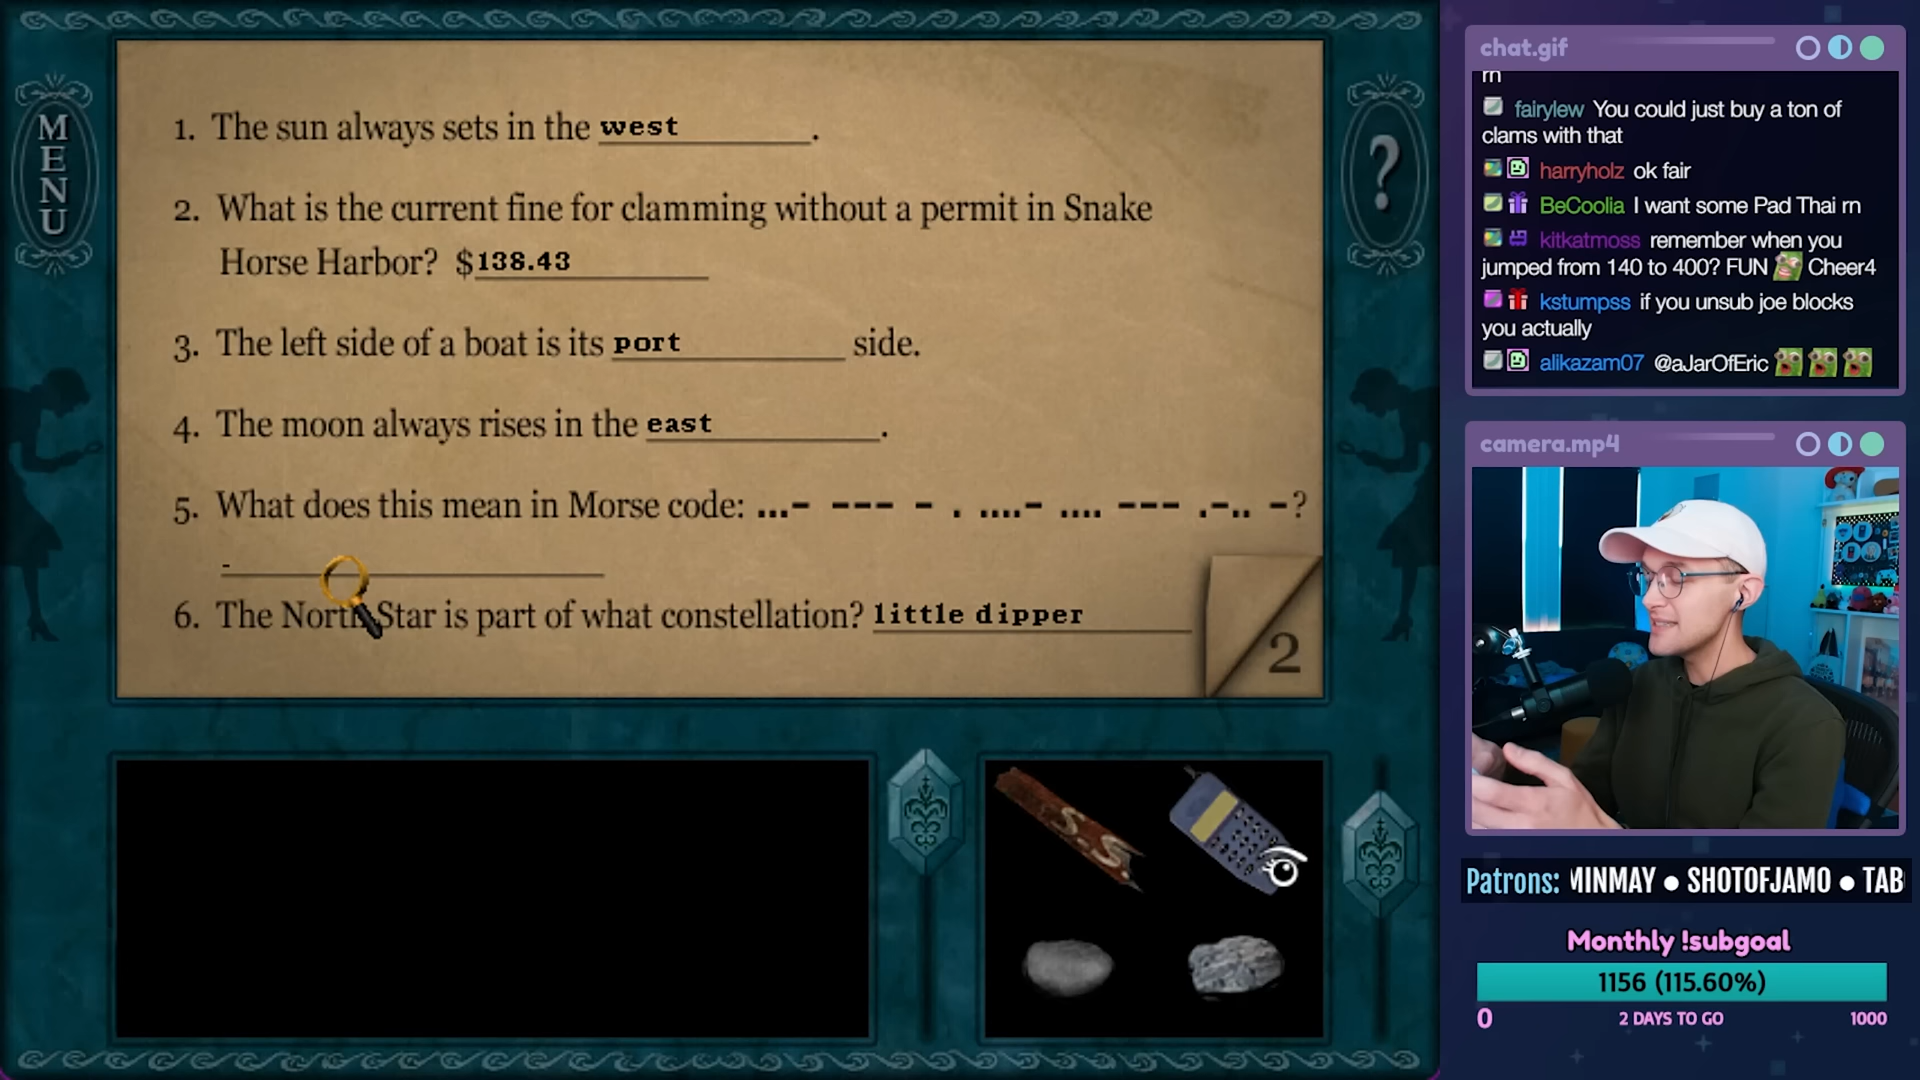 MENU
?
1. The sun always sets in the west.
2. What is the current fine for clamming without a permit in Snake
Horse Harbor? $138.43
3. The left side of a boat is its port side.
4. The moon always rises in the east.
5. What does this mean in Morse code: ...- --- - . ....- .... --- .-.. -?
-
6. The North Star is part of what constellation? little dipper
2
S.S
chat.gif
rn
fairylew You could just buy a ton of
clams with that
harryholz ok fair
BeCoolia I want some Pad Thai rn
kitkatmoss remember when you
jumped from 140 to 400? FUN Cheer4
kstumpss if you unsub joe blocks
you actually
alikazam07 @aJarOfEric
camera.mp4
Patrons: MINMAY ● SHOTOFJAMO ● TAB
Monthly !subgoal
1156 (115.60%)
0 2 DAYS TO GO 1000